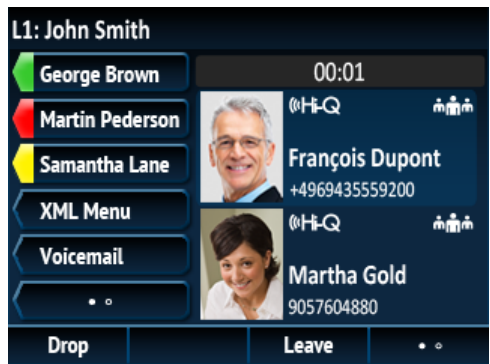 L1: John Smith
George Brown
Martin Pederson
Samantha Lane
XML Menu
Voicemail
00:01
Hi-Q
François Dupont
+4969435559200
Hi-Q
Martha Gold
9057604880
Drop
Leave